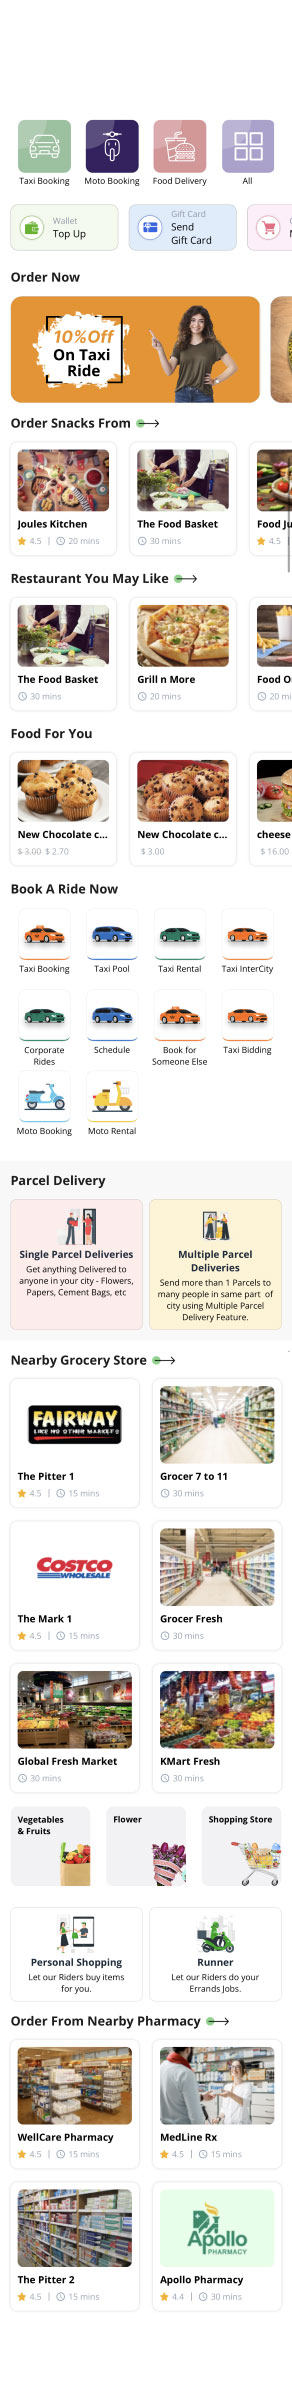 Taxi Booking
Moto Booking
Food Delivery
All
Wallet
Top Up
Gift Card
Send
Gift Card
Order Now
10%Off
On Taxi
Ride
Order Snacks From
Joules Kitchen
4.5 | 20 mins
The Food Basket
30 mins
Food Ju
4.5
Restaurant You May Like
The Food Basket
30 mins
Grill n More
20 mins
Food O
20 mi
Food For You
New Chocolate c...
$ 3.00 $ 2.70
New Chocolate c...
$ 3.00
cheese
$ 16.00
Book A Ride Now
Taxi Booking
Taxi Pool
Taxi Rental
Taxi InterCity
Corporate
Rides
Schedule
Book for
Someone Else
Taxi Bidding
Moto Booking
Moto Rental
Parcel Delivery
Single Parcel Deliveries
Get anything Delivered to
anyone in your city - Flowers,
Papers, Cement Bags, etc
Multiple Parcel
Deliveries
Send more than 1 Parcels to
many people in same part of
city using Multiple Parcel
Delivery Feature.
Nearby Grocery Store
FAIRWAY
LIKE NO OTHER MARKET
The Pitter 1
4.5 | 15 mins
Grocer 7 to 11
30 mins
COSTCO
WHOLESALE
The Mark 1
4.5 | 15 mins
Grocer Fresh
30 mins
Global Fresh Market
30 mins
KMart Fresh
30 mins
Vegetables
& Fruits
Flower
Shopping Store
Personal Shopping
Let our Riders buy items
for you.
Runner
Let our Riders do your
Errands Jobs.
Order From Nearby Pharmacy
WellCare Pharmacy
4.5 | 15 mins
MedLine Rx
4.5 | 15 mins
The Pitter 2
4.5 | 15 mins
Apollo
PHARMACY
Apollo Pharmacy
4.4 | 30 mins